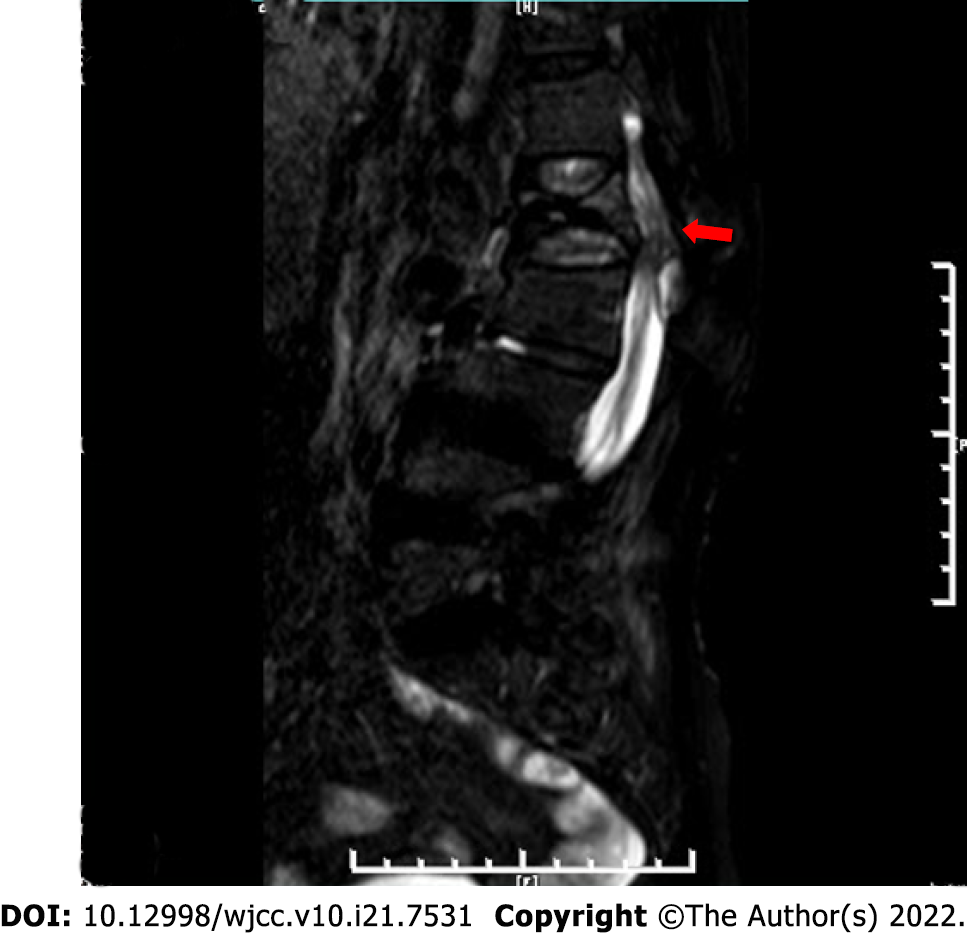 [H]
[P
[F]
DOI: 10.12998/wjcc.v10.i21.7531 Copyright ©The Author(s) 2022.